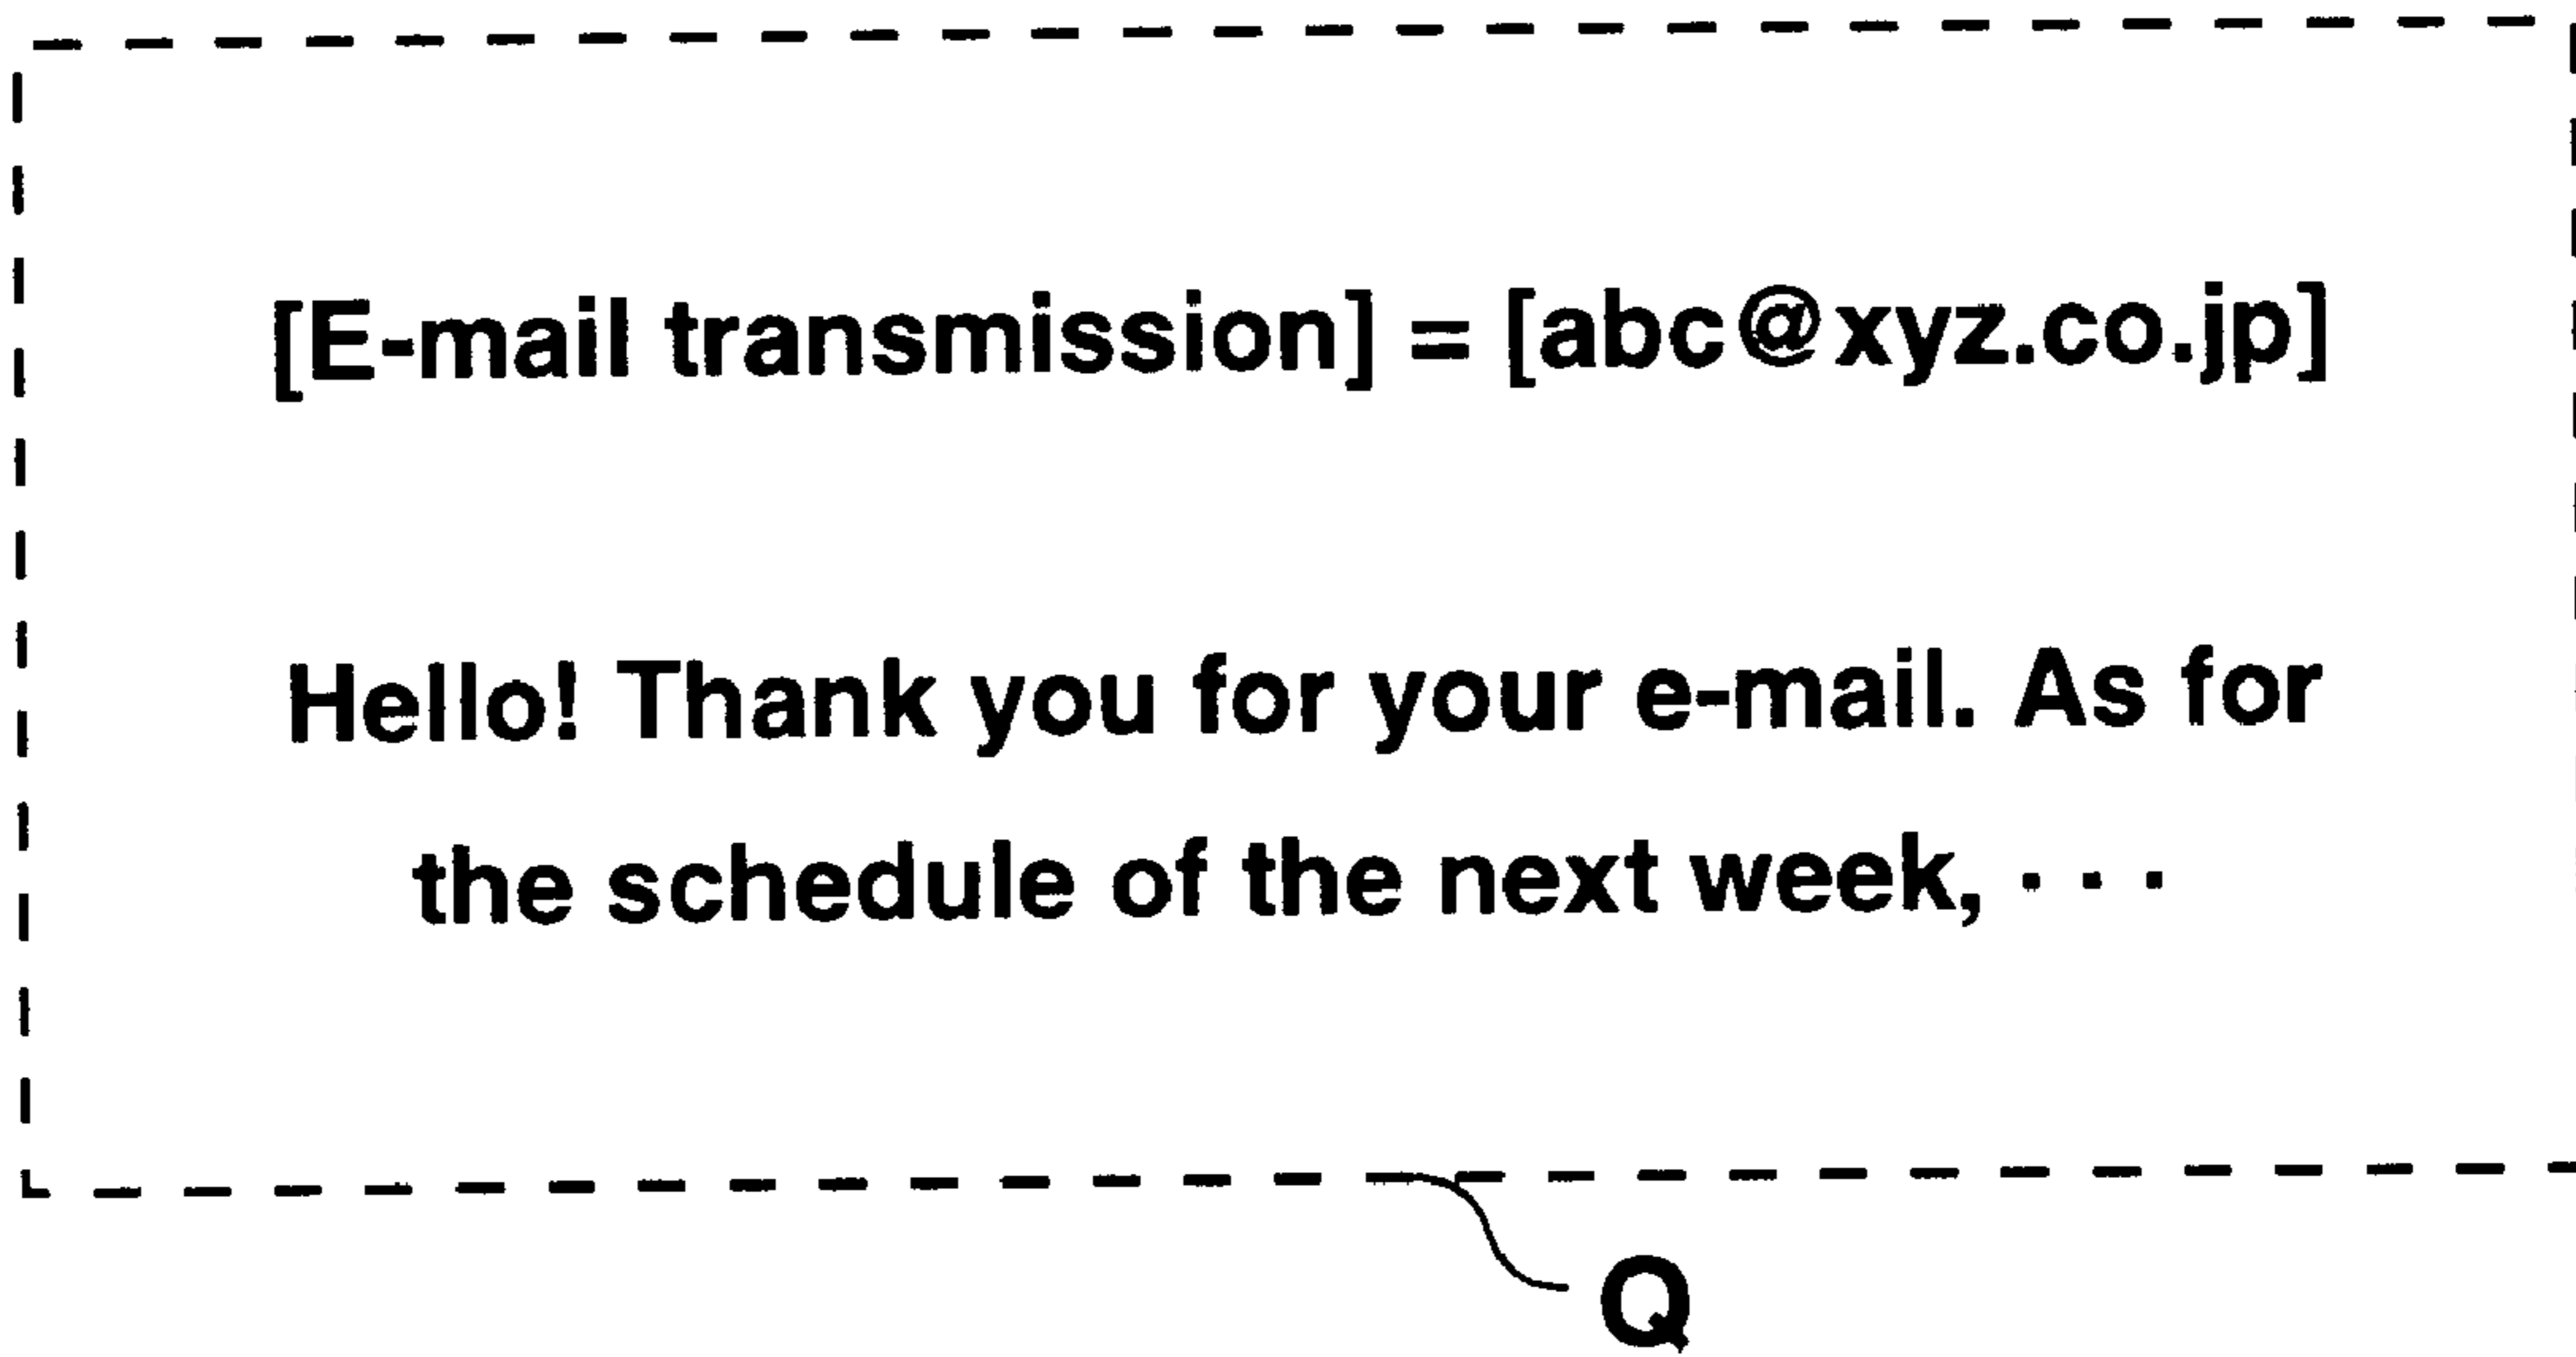 [E-mail transmission] = [abc@xyz.co.jp]
Hello! Thank you for your e-mail. As for
the schedule of the next week, · · ·
Q